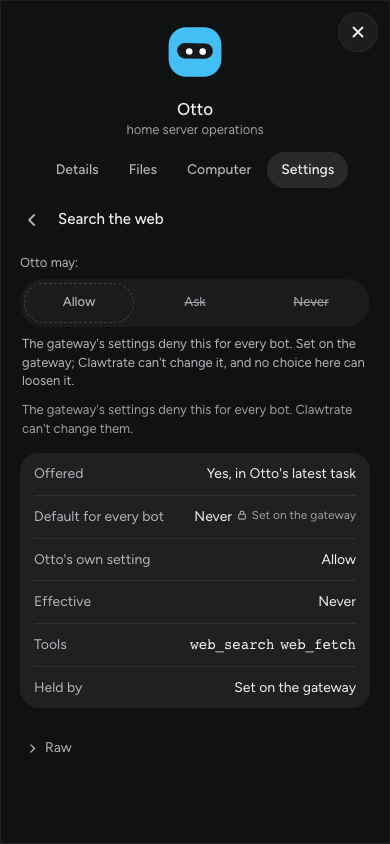 Otto
home server operations
Details Files Computer Settings
Search the web
Otto may:
Allow Ask Never
The gateway's settings deny this for every bot. Set on the
gateway; Clawtrate can't change it, and no choice here can
loosen it.
The gateway's settings deny this for every bot. Clawtrate
can't change them.
Offered Yes, in Otto's latest task
Default for every bot Never Set on the gateway
Otto's own setting Allow
Effective Never
Tools web_search web_fetch
Held by Set on the gateway
Raw